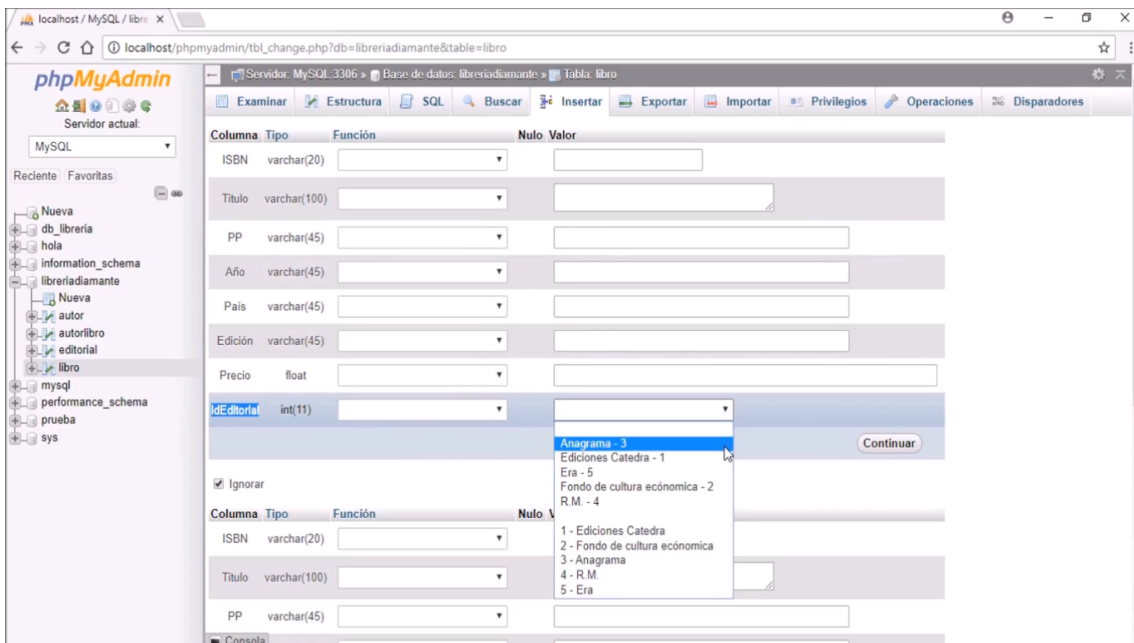 localhost / MySQL / libre
localhost/phpmyadmin/tbl_change.php?db=libreriadiamante&table=libro
phpMyAdmin
Servidor actual:
MySQL
Reciente Favoritas
Nueva
db_libreria
hola
information_schema
libreriadiamante
Nueva
autor
autorlibro
editorial
libro
mysql
performance_schema
prueba
sys
Servidor: MySQL:3306 » Base de datos: libreriadiamante » Tabla: libro
Examinar Estructura SQL Buscar Insertar Exportar Importar Privilegios Operaciones Disparadores
Columna Tipo Función Nulo Valor
ISBN varchar(20)
Titulo varchar(100)
PP varchar(45)
Año varchar(45)
País varchar(45)
Edición varchar(45)
Precio float
IdEditorial int(11)
Anagrama - 3
Ediciones Catedra - 1
Era - 5
Fondo de cultura ecónomica - 2
R.M. - 4
1 - Ediciones Catedra
2 - Fondo de cultura ecónomica
3 - Anagrama
4 - R.M.
5 - Era
Continuar
Ignorar
Columna Tipo Función Nulo V
ISBN varchar(20)
Titulo varchar(100)
PP varchar(45)
Consola